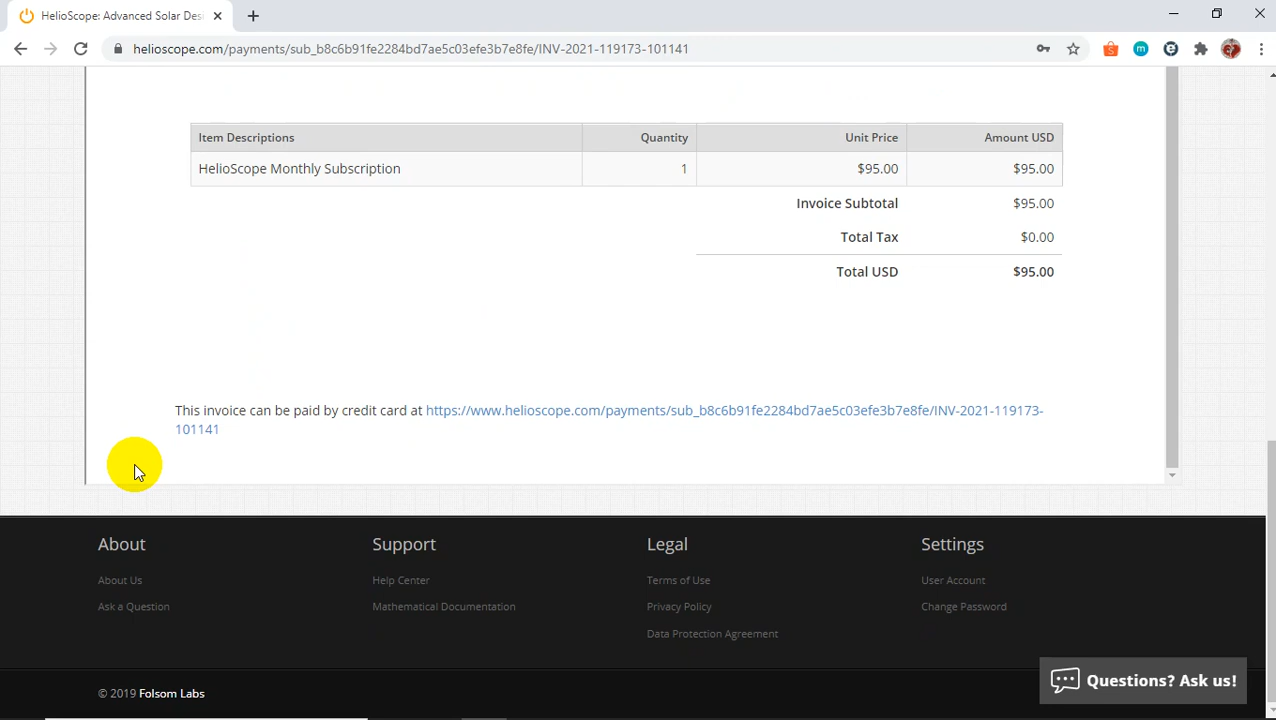 HelioScope: Advanced Solar Des
helioscope.com/payments/sub_b8c6b91fe2284bd7ae5c03efe3b7e8fe/INV-2021-119173-101141
Item Descriptions Quantity Unit Price Amount USD
HelioScope Monthly Subscription 1 $95.00 $95.00
Invoice Subtotal $95.00
Total Tax $0.00
Total USD $95.00
This invoice can be paid by credit card at https://www.helioscope.com/payments/sub_b8c6b91fe2284bd7ae5c03efe3b7e8fe/INV-2021-119173-
101141
About Support Legal Settings
About Us Help Center Terms of Use User Account
Ask a Question Mathematical Documentation Privacy Policy Change Password
Data Protection Agreement
Questions? Ask us!
© 2019 Folsom Labs